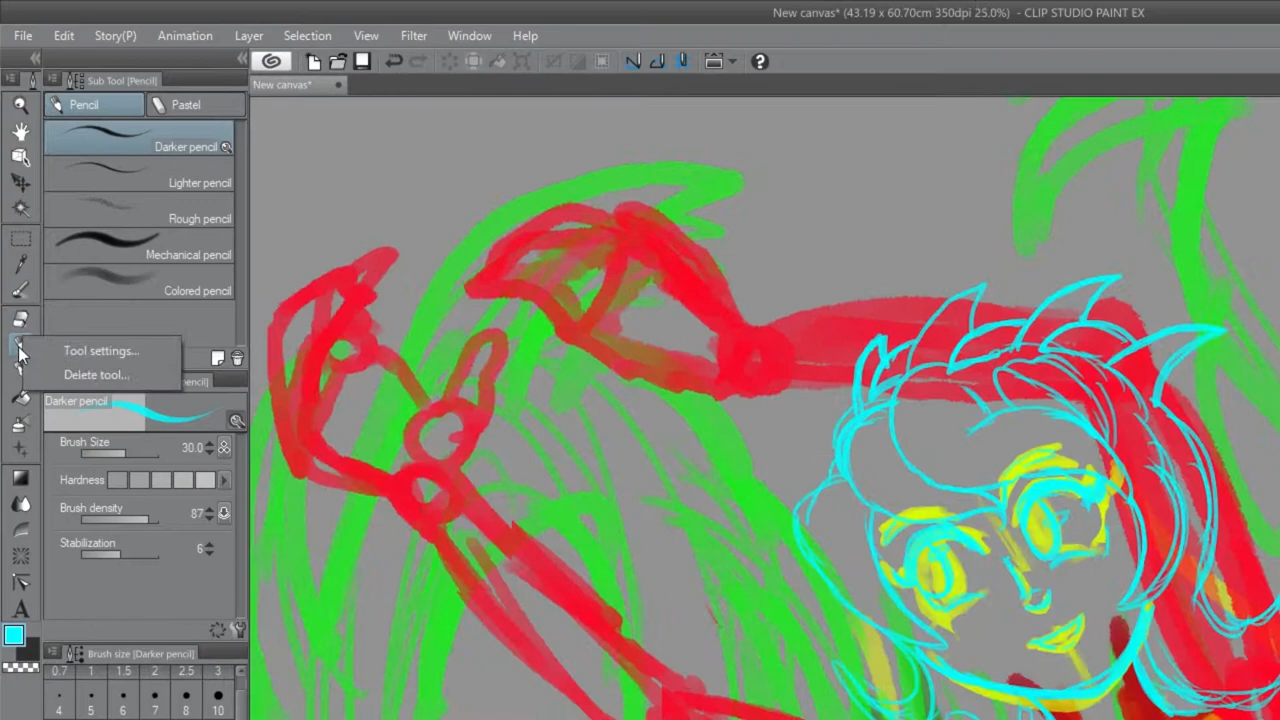 New canvas* (43.19 x 60.70cm 350dpi 25.0%) - CLIP STUDIO PAINT EX
File Edit Story(P) Animation Layer Selection View Filter Window Help
Sub Tool [Pencil]
New canvas*
Pencil Pastel
Darker pencil
Lighter pencil
Rough pencil
Mechanical pencil
Colored pencil
Tool settings...
Delete tool...
pencil]
Darker pencil
Brush Size 30.0
Hardness
Brush density 87
Stabilization 6
A
Brush size [Darker pencil]
0.7 1 1.5 2 2.5 3
4 5 6 7 8 10